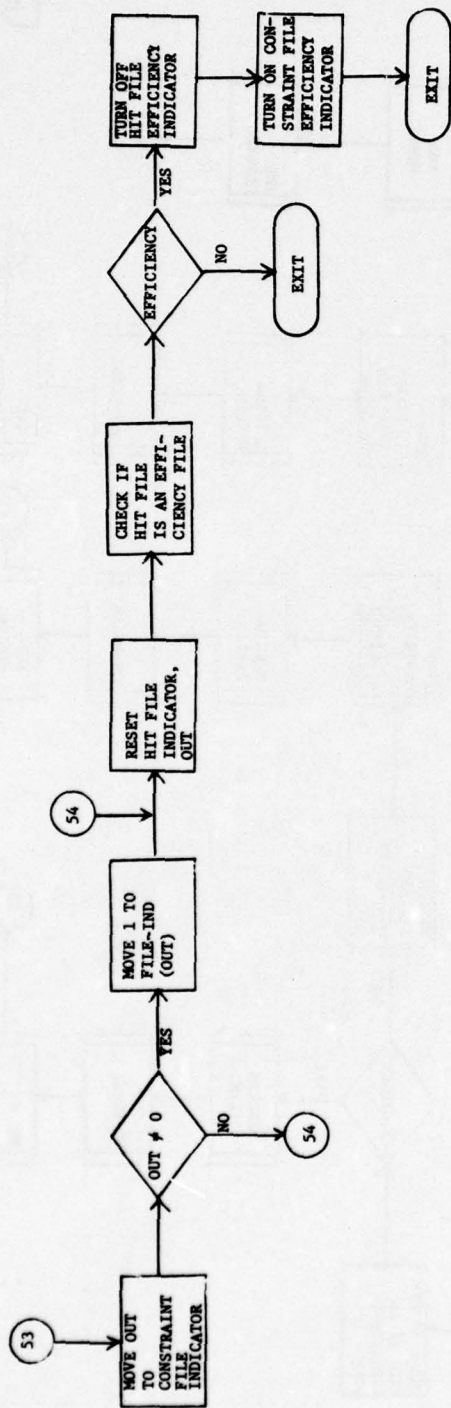 53
MOVE OUT
TO CONSTRAINT
FILE
INDICATOR
OUT ≠ 0
YES
NO
54
MOVE 1 TO
FILE-IND
(OUT)
54
RESET
HIT FILE
INDICATOR,
OUT
CHECK IF
HIT FILE
IS AN EFFI-
CIENCY FILE
EFFICIENCY
YES
NO
EXIT
TURN OFF
HIT FILE
EFFICIENCY
INDICATOR
TURN ON CON-
STRAINT FILE
EFFICIENCY
INDICATOR
EXIT